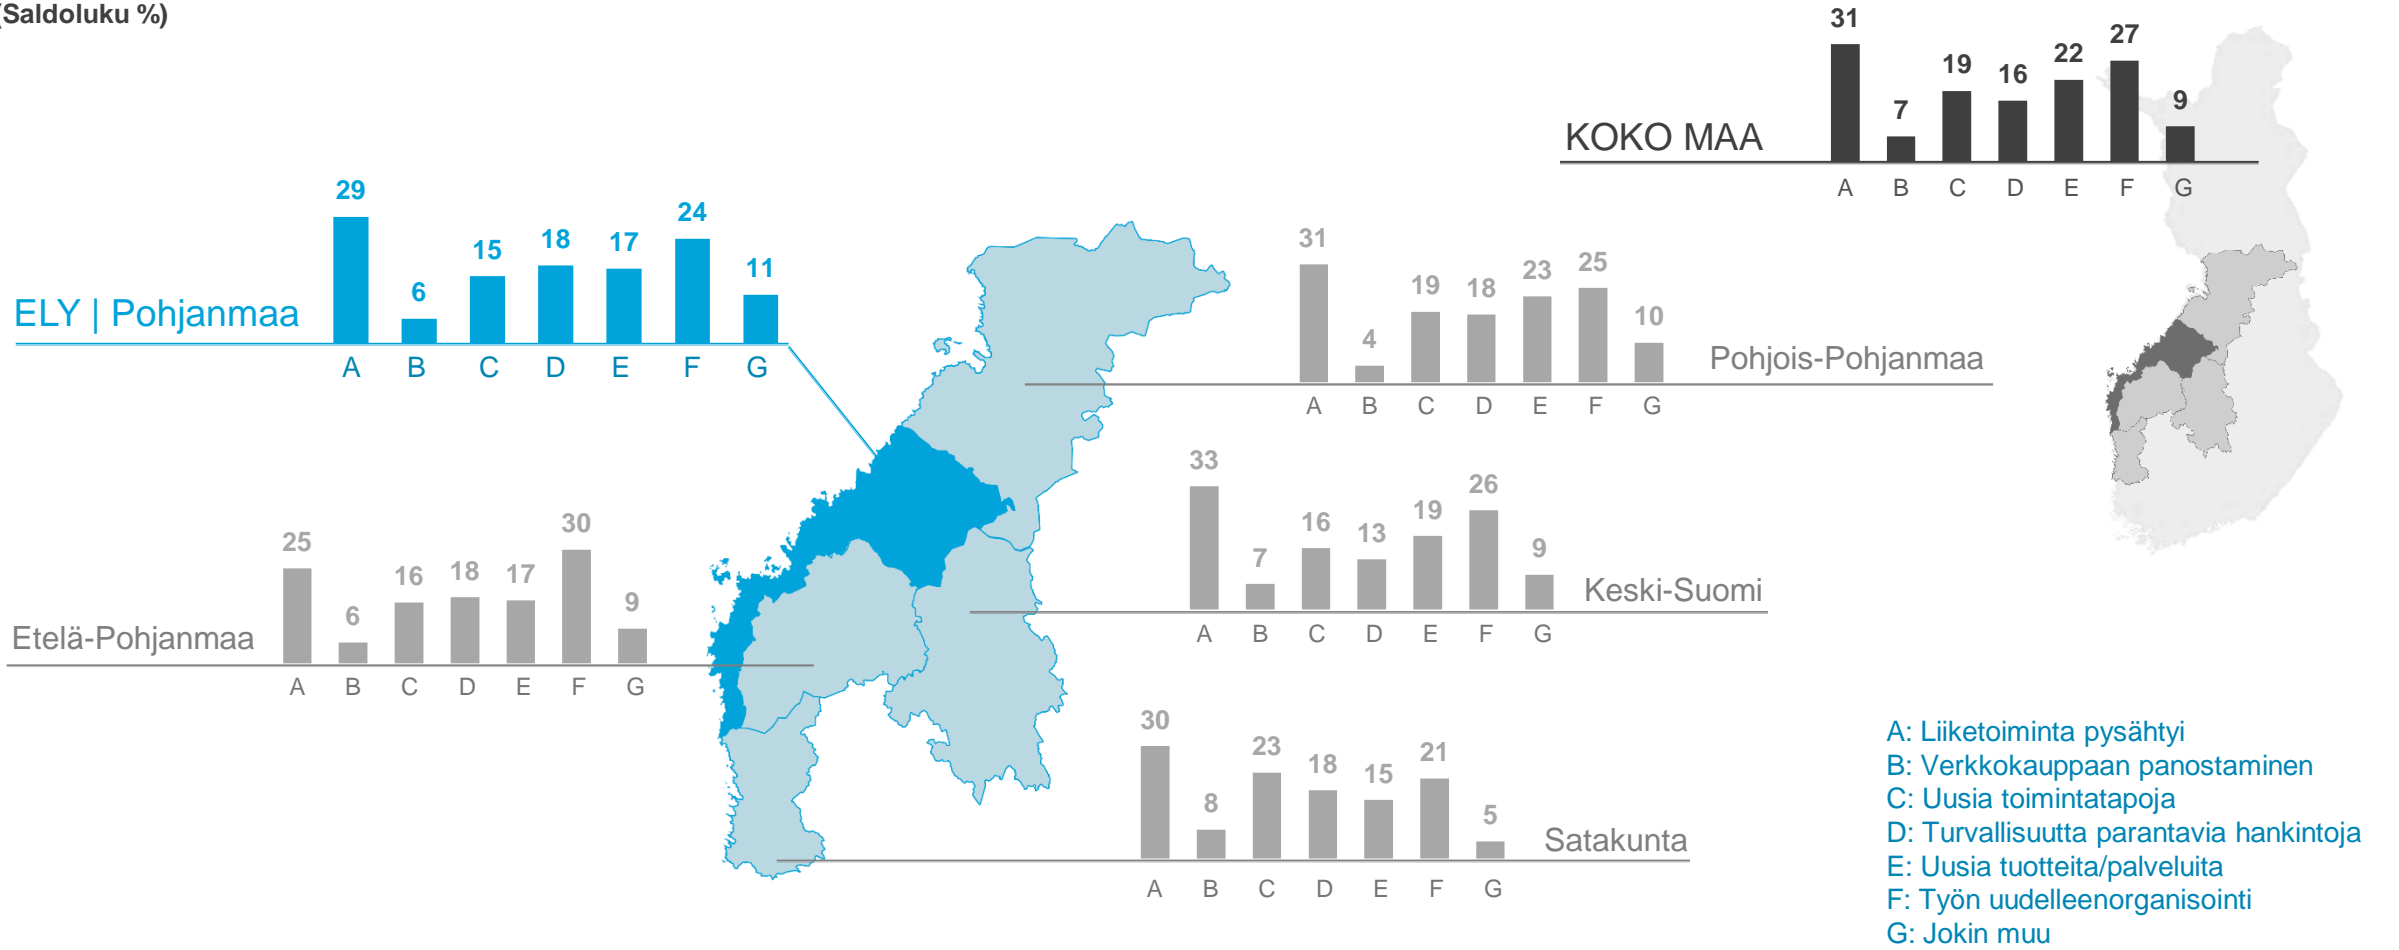 (Saldoluku %)
31 7 19 16 22 27 9
KOKO MAA
A B C D E F G
29 6 15 18 17 24 11
ELY | Pohjanmaa
A B C D E F G
31 4 19 18 23 25 10
Pohjois-Pohjanmaa
A B C D E F G
33 7 16 13 19 26 9
Keski-Suomi
A B C D E F G
25 6 16 18 17 30 9
Etelä-Pohjanmaa
A B C D E F G
30 8 23 18 15 21 5
Satakunta
A B C D E F G
A: Liiketoiminta pysähtyi
B: Verkkokauppaan panostaminen
C: Uusia toimintatapoja
D: Turvallisuutta parantavia hankintoja
E: Uusia tuotteita/palveluita
F: Työn uudelleenorganisointi
G: Jokin muu